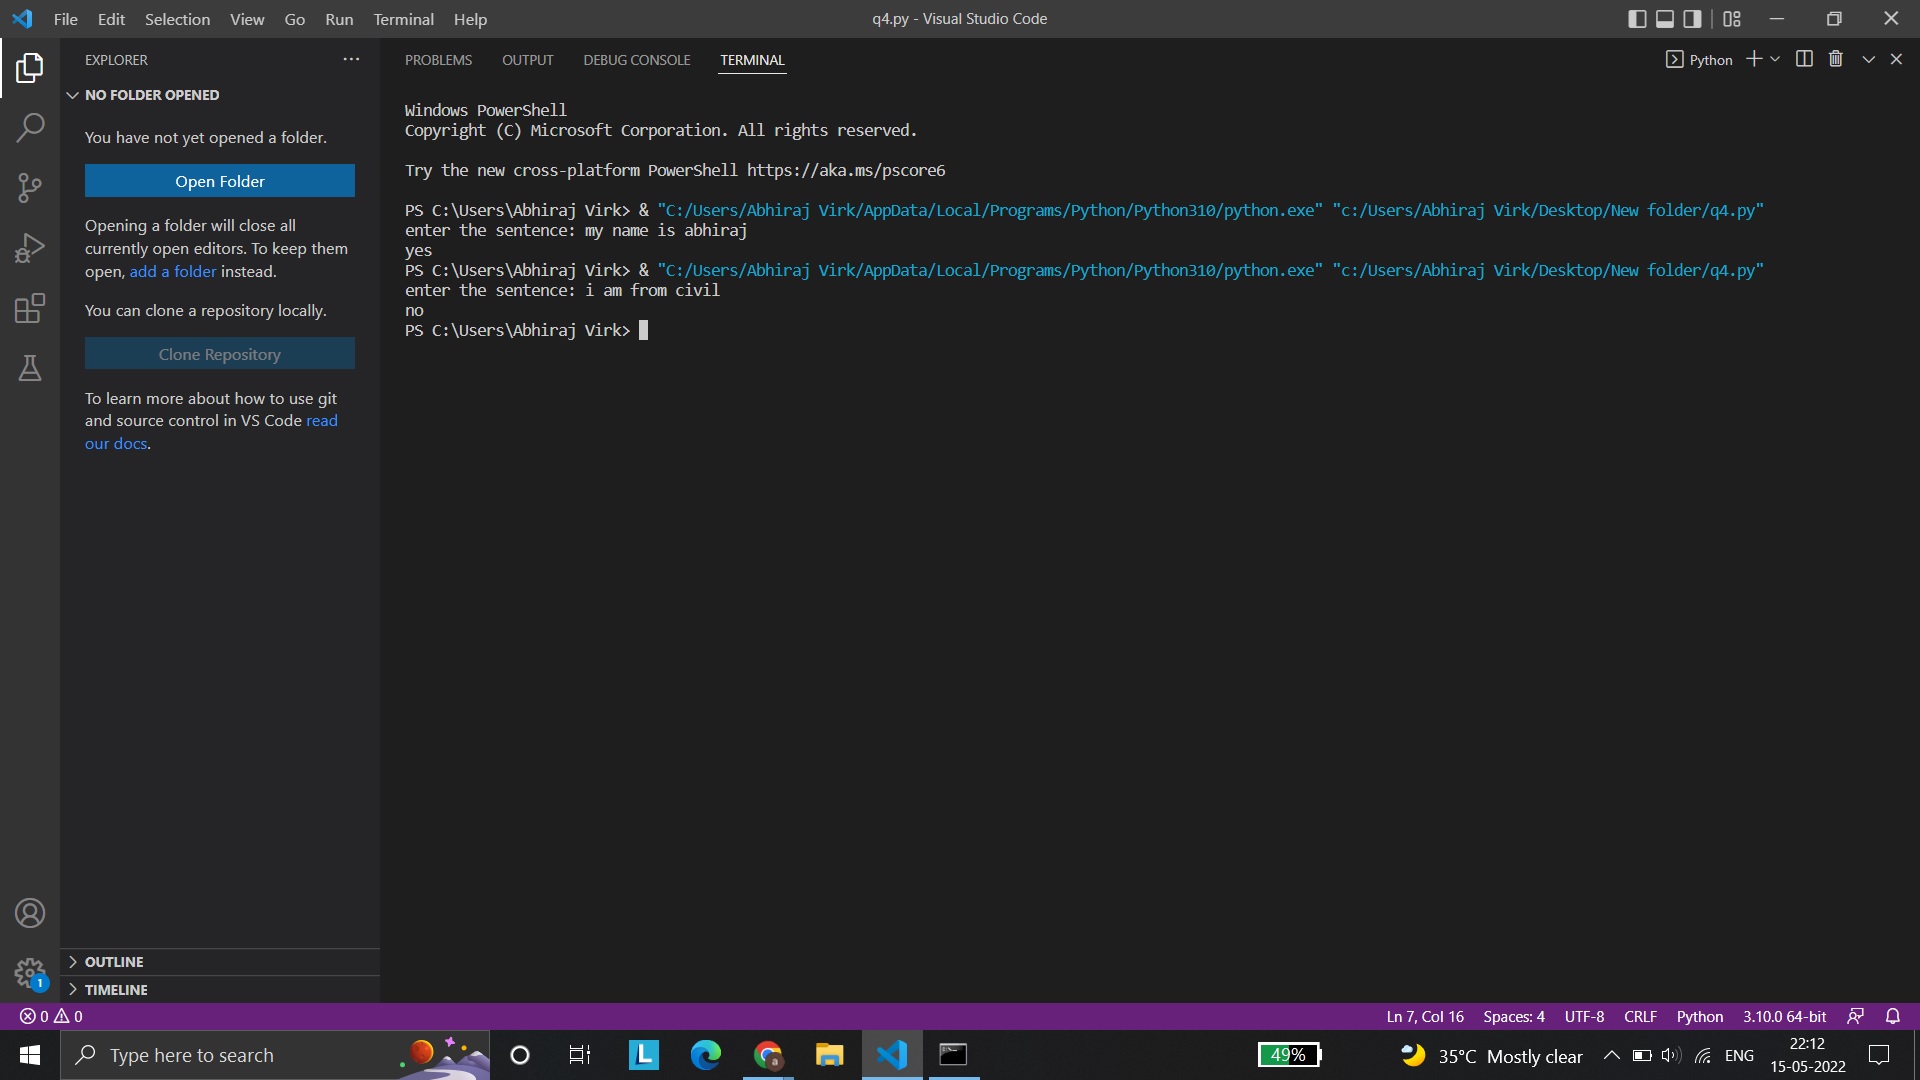 File Edit Selection View Go Run Terminal Help
q4.py - Visual Studio Code
EXPLORER
NO FOLDER OPENED
You have not yet opened a folder.
Open Folder
Opening a folder will close all
currently open editors. To keep them
open, add a folder instead.
You can clone a repository locally.
Clone Repository
To learn more about how to use git
and source control in VS Code read
our docs.
OUTLINE
TIMELINE
PROBLEMS OUTPUT DEBUG CONSOLE TERMINAL
Python
Windows PowerShell
Copyright (C) Microsoft Corporation. All rights reserved.
Try the new cross-platform PowerShell https://aka.ms/pscore6
PS C:\Users\Abhiraj Virk> & "C:/Users/Abhiraj Virk/AppData/Local/Programs/Python/Python310/python.exe" "c:/Users/Abhiraj Virk/Desktop/New folder/q4.py"
enter the sentence: my name is abhiraj
yes
PS C:\Users\Abhiraj Virk> & "C:/Users/Abhiraj Virk/AppData/Local/Programs/Python/Python310/python.exe" "c:/Users/Abhiraj Virk/Desktop/New folder/q4.py"
enter the sentence: i am from civil
no
PS C:\Users\Abhiraj Virk>
1
0 0
Ln 7, Col 16 Spaces: 4 UTF-8 CRLF Python 3.10.0 64-bit
Type here to search
L
a
49%
35°C Mostly clear
ENG
22:12
15-05-2022